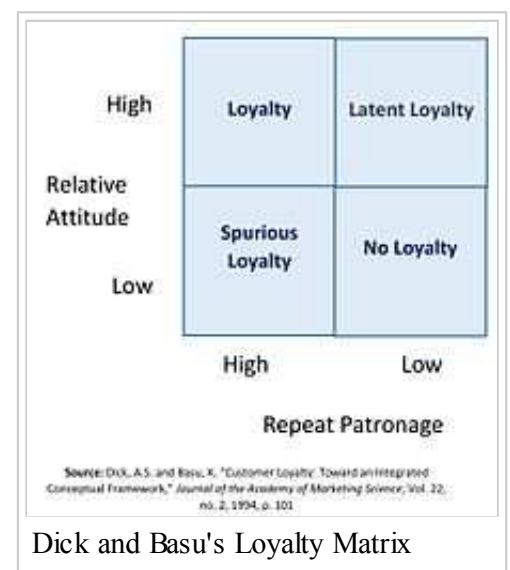 High
Loyalty
Latent Loyalty
Relative
Attitude
Spurious
Loyalty
No Loyalty
Low
High
Low
Repeat Patronage
Source: Dick, A.S. and Basu, K. "Customer Loyalty: Toward an Integrated
Conceptual Framework," Journal of the Academy of Marketing Science, Vol. 22,
no. 2, 1994, p. 101
Dick and Basu's Loyalty Matrix